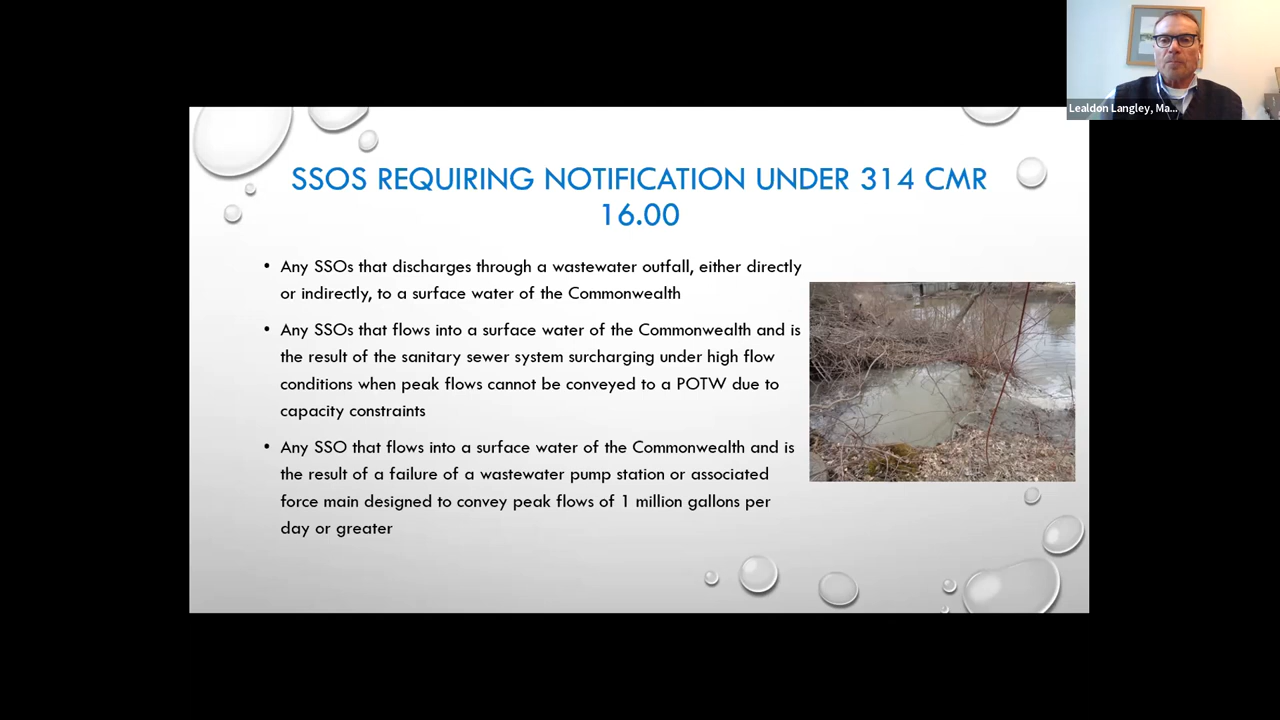 Lealdon Langley, Ma...
SSOS REQUIRING NOTIFICATION UNDER 314 CMR
16.00
• Any SSOs that discharges through a wastewater outfall, either directly
or indirectly, to a surface water of the Commonwealth
• Any SSOs that flows into a surface water of the Commonwealth and is
the result of the sanitary sewer system surcharging under high flow
conditions when peak flows cannot be conveyed to a POTW due to
capacity constraints
• Any SSO that flows into a surface water of the Commonwealth and is
the result of a failure of a wastewater pump station or associated
force main designed to convey peak flows of 1 million gallons per
day or greater